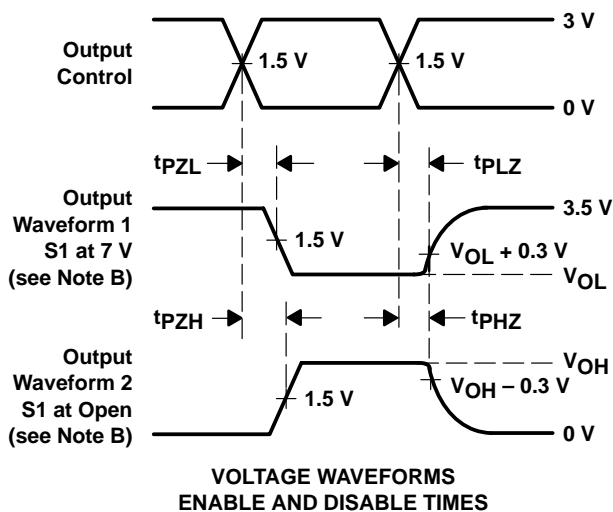 3 V
Output
Control
1.5 V
1.5 V
0 V
tPZL
tPLZ
Output
Waveform 1
S1 at 7 V
(see Note B)
3.5 V
1.5 V
VOL + 0.3 V
VOL
tPZH
tPHZ
Output
Waveform 2
S1 at Open
(see Note B)
VOH
VOH – 0.3 V
1.5 V
0 V
VOLTAGE WAVEFORMS
ENABLE AND DISABLE TIMES